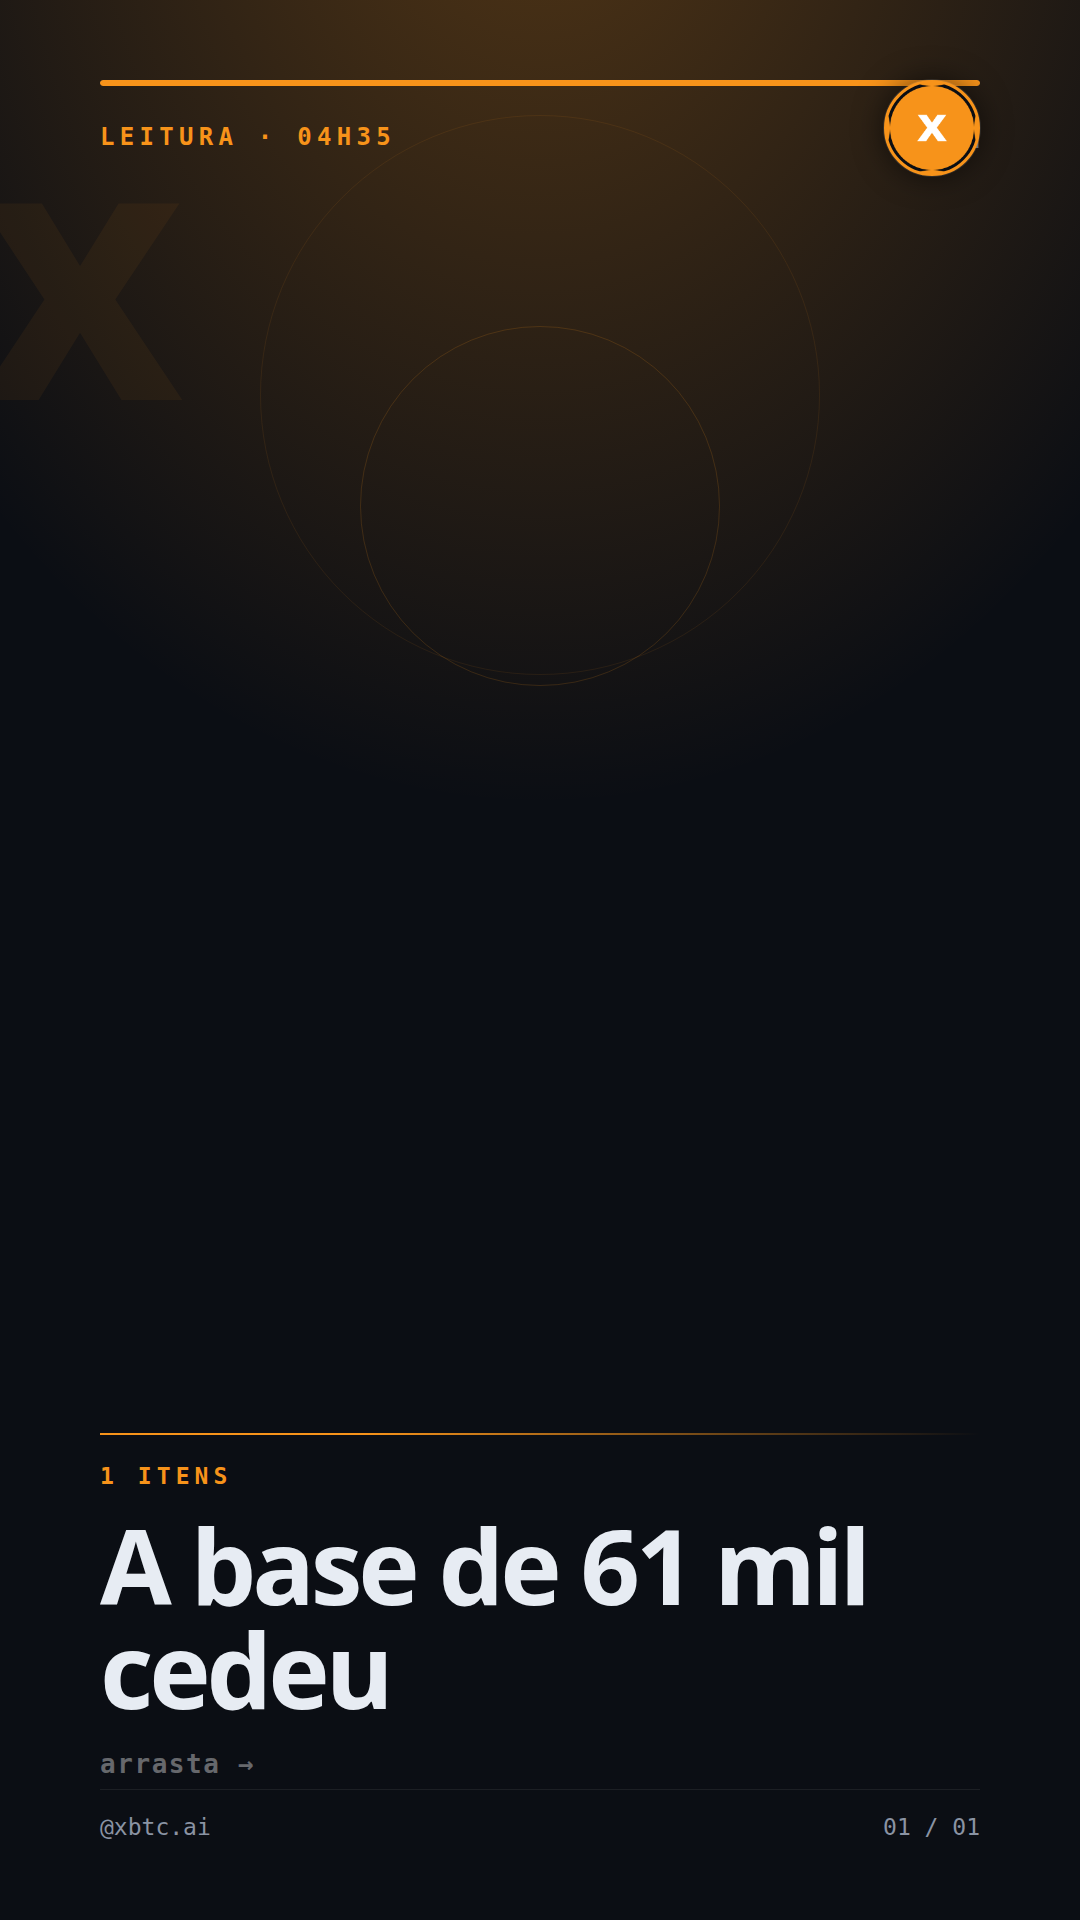 LEITURA · 04H35
x
x
1 ITENS
A base de 61 mil
cedeu
arrasta →
@xbtc.ai
01 / 01